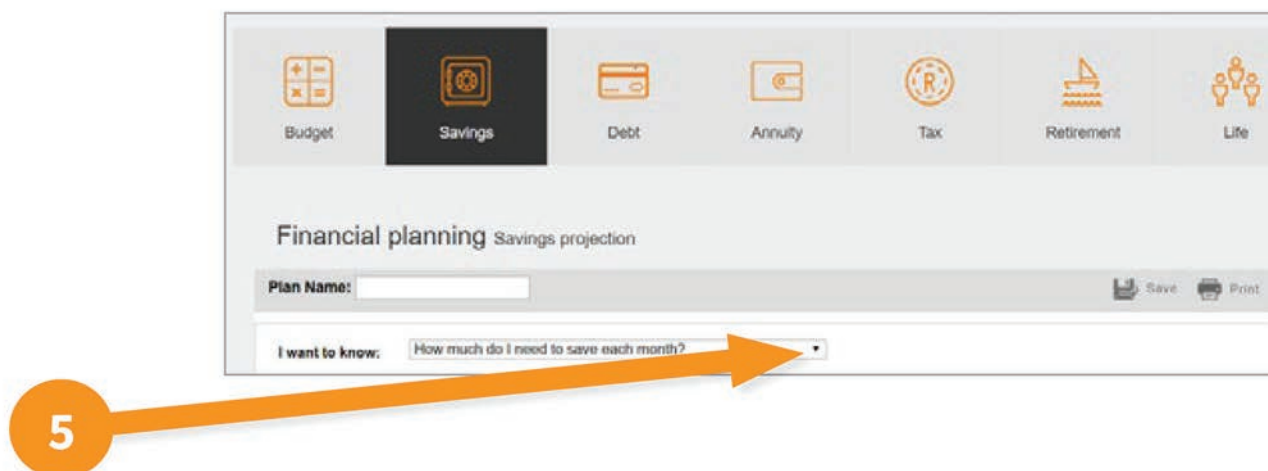 Budget Savings Debt Annuity Tax Retirement Life
Financial planning Savings projection
Plan Name: Save Print
I want to know: How much do I need to save each month?
5